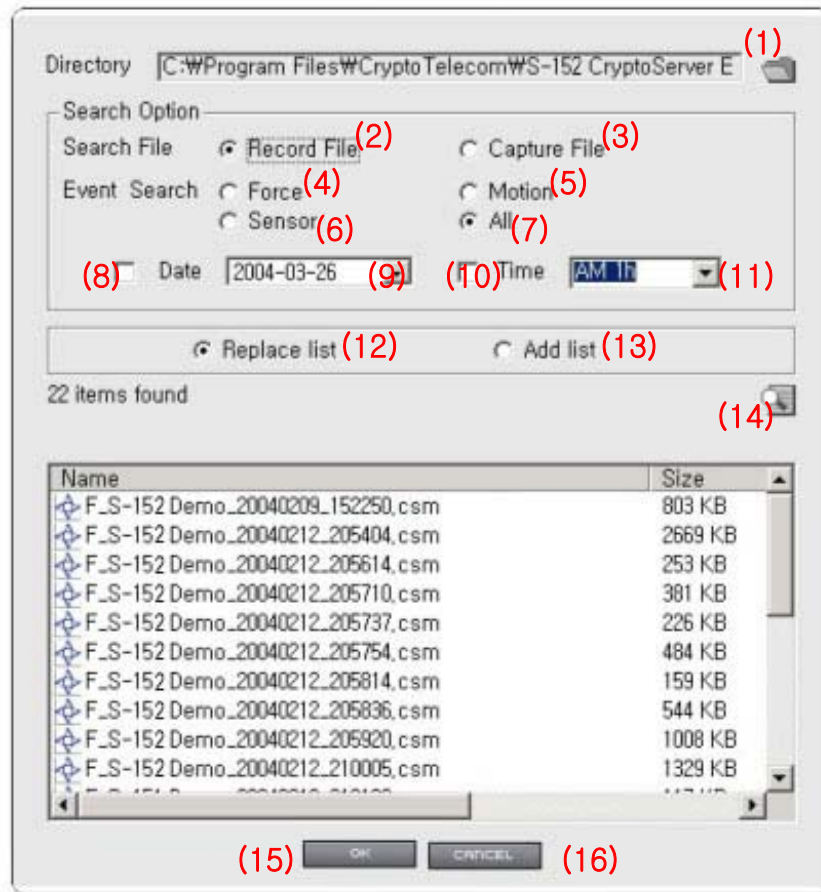 (1)
Directory C:₩Program Files₩CryptoTelecom₩S-152 CryptoServer E
Search Option
Search File Record File (2) Capture File (3)
Event Search Force (4) Motion (5)
Sensor (6) All (7)
(8) Date 2004-03-26 (9) (10) Time AM 1h (11)
Replace list (12) Add list (13)
22 items found
(14)
Name Size
F_S-152 Demo_20040209_152250.csm 803 KB
F_S-152 Demo_20040212_205404.csm 2669 KB
F_S-152 Demo_20040212_205614.csm 253 KB
F_S-152 Demo_20040212_205710.csm 381 KB
F_S-152 Demo_20040212_205737.csm 226 KB
F_S-152 Demo_20040212_205754.csm 484 KB
F_S-152 Demo_20040212_205814.csm 159 KB
F_S-152 Demo_20040212_205836.csm 544 KB
F_S-152 Demo_20040212_205920.csm 1008 KB
F_S-152 Demo_20040212_210005.csm 1329 KB
(15) OK CANCEL (16)